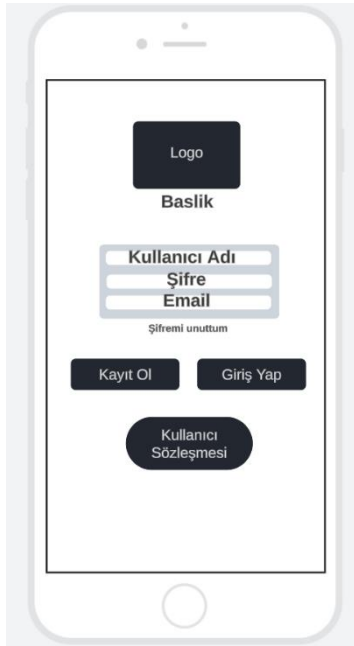 Logo
Baslik
Kullanıcı Adı
Şifre
Email
Şifremi unuttum
Kayıt Ol
Giriş Yap
Kullanıcı
Sözleşmesi